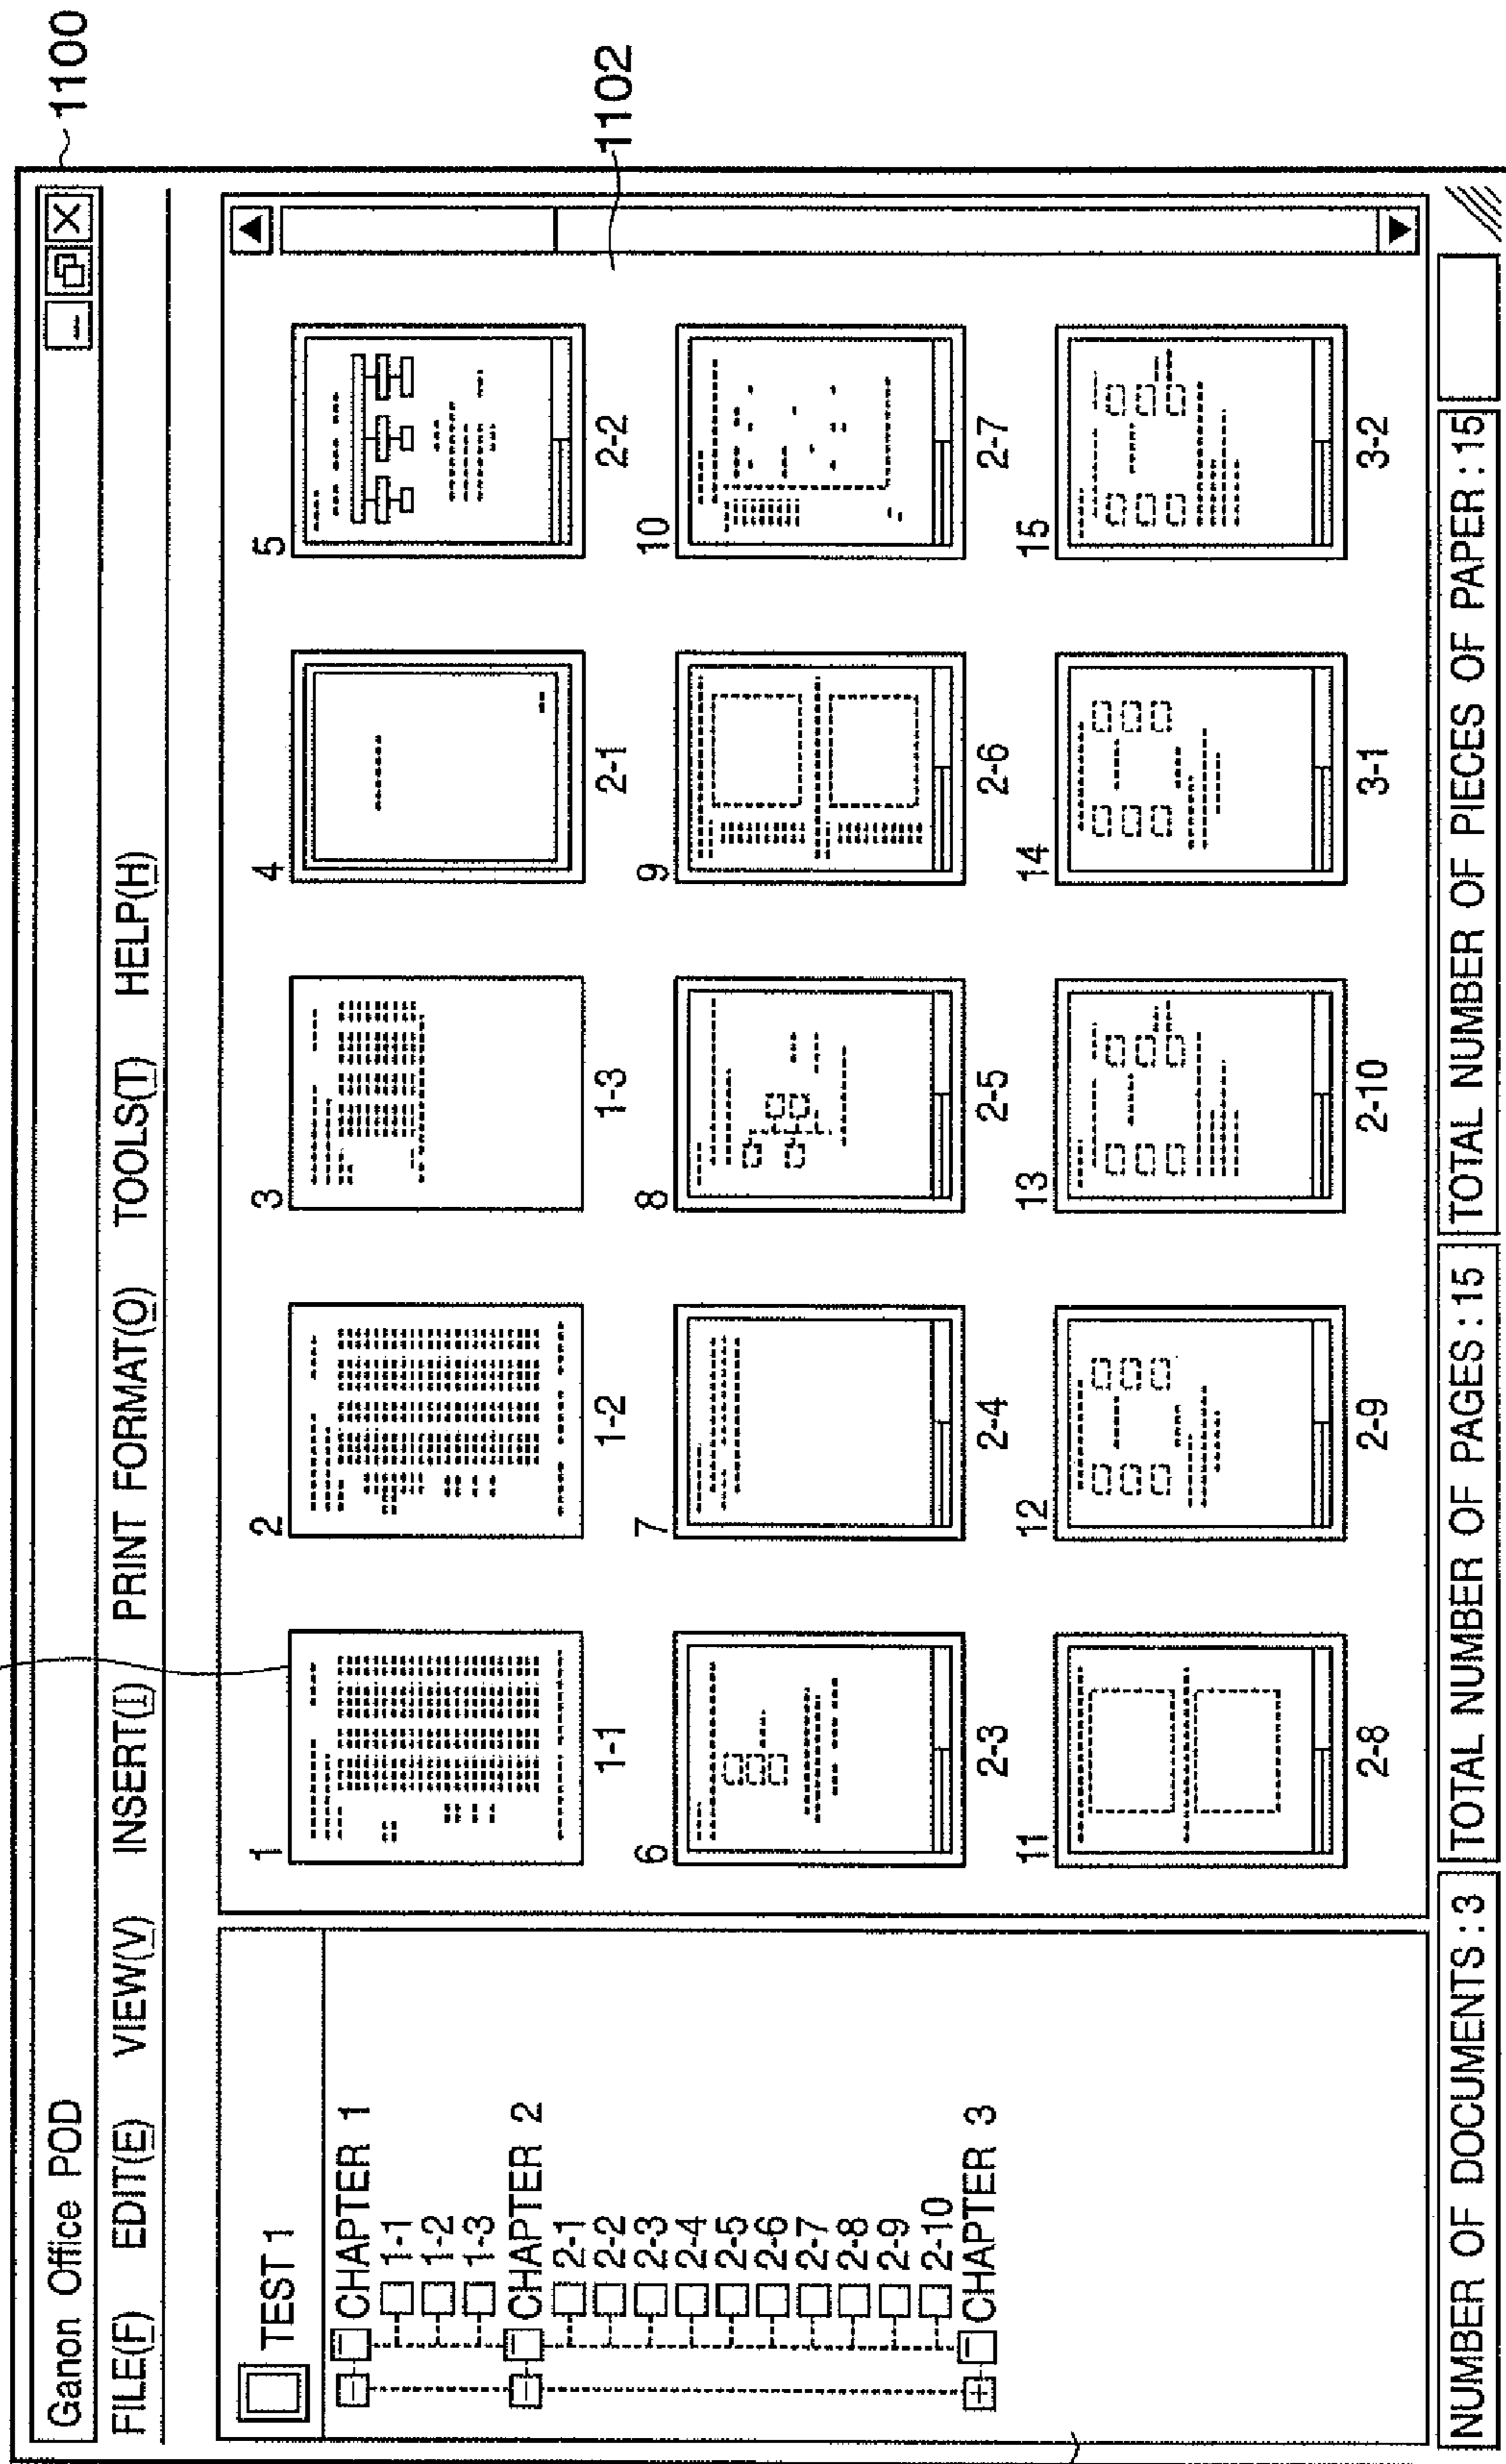 1100
Ganon Office POD
FILE(F) EDIT(E) VIEW(V) INSERT(I) PRINT FORMAT(O) TOOLS(T) HELP(H)
1102
TEST 1
CHAPTER 1
1-1
1-2
1-3
CHAPTER 2
2-1
2-2
2-3
2-4
2-5
2-6
2-7
2-8
2-9
2-10
CHAPTER 3
1 2 3 4 5
1-1 1-2 1-3 2-1 2-2
6 7 8 9 10
2-3 2-4 2-5 2-6 2-7
11 12 13 14 15
2-8 2-9 2-10 3-1 3-2
NUMBER OF DOCUMENTS : 3 TOTAL NUMBER OF PAGES : 15 TOTAL NUMBER OF PIECES OF PAPER : 15